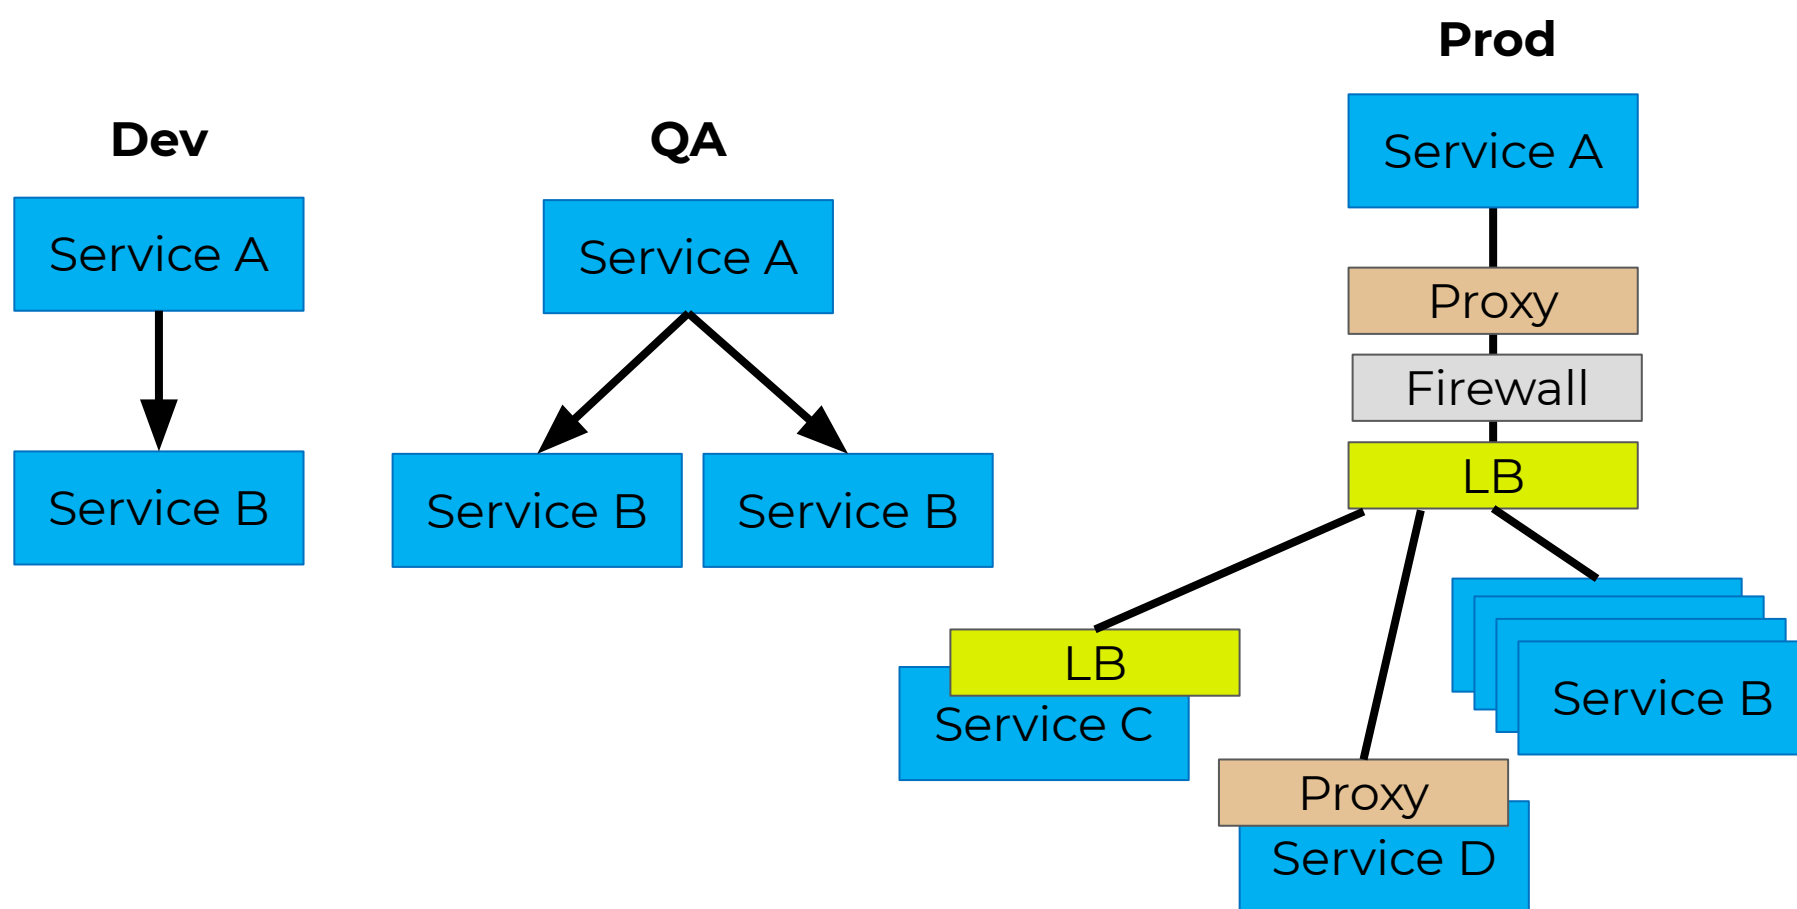 Dev
Service A
Service B
QA
Service A
Service B
Service B
Prod
Service A
Proxy
Firewall
LB
LB
Service C
Proxy
Service D
Service B